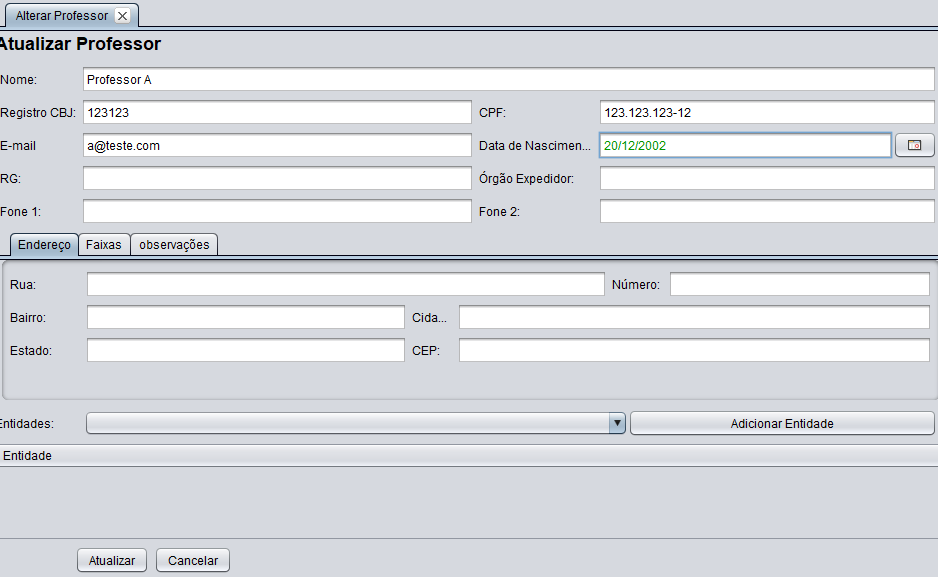 Alterar Professor
Atualizar Professor
Nome: Professor A
Registro CBJ: 123123 CPF: 123.123.123-12
E-mail a@teste.com Data de Nascimen... 20/12/2002
RG: Órgão Expedidor:
Fone 1: Fone 2:
Endereço Faixas observações
Rua: Número:
Bairro: Cida...
Estado: CEP:
Entidades: Adicionar Entidade
Entidade
Atualizar Cancelar